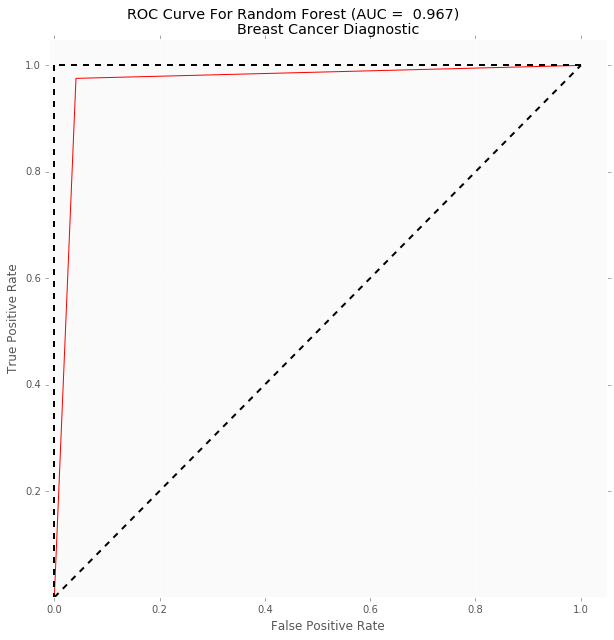 ROC Curve For Random Forest (AUC =  0.967)
Breast Cancer Diagnostic
1.0
0.8
0.6
0.4
0.2
True Positive Rate
0.0 0.2 0.4 0.6 0.8 1.0
False Positive Rate